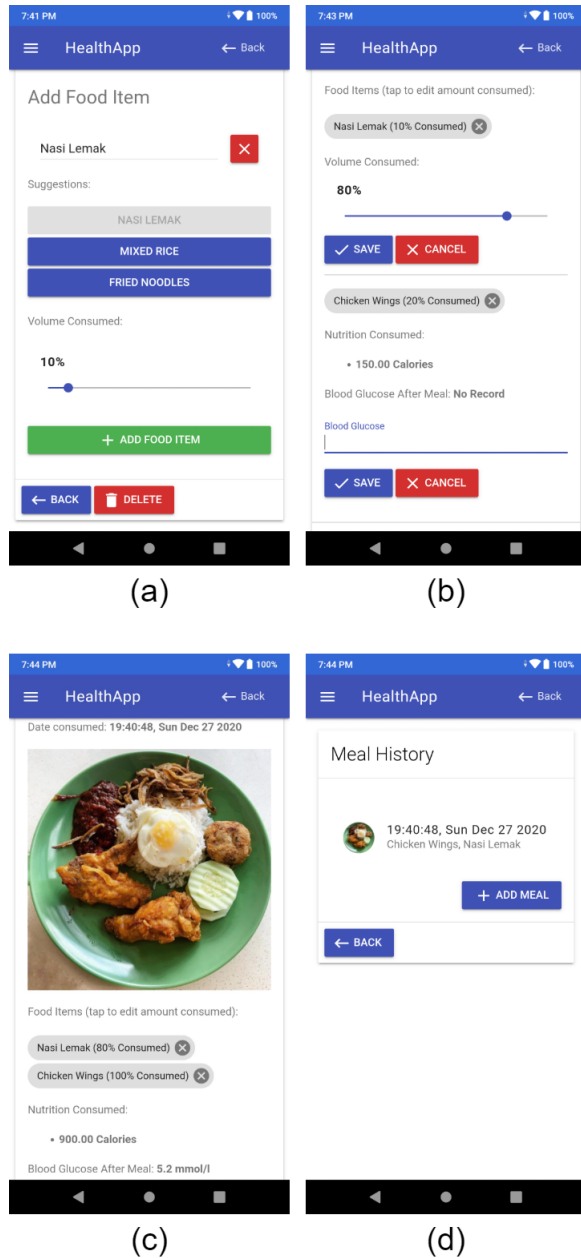 7:41 PM 100%
HealthApp ← Back
Add Food Item
Nasi Lemak
Suggestions:
NASI LEMAK
MIXED RICE
FRIED NOODLES
Volume Consumed:
10%
+ ADD FOOD ITEM
← BACK DELETE
(a)
7:43 PM 100%
HealthApp ← Back
Food Items (tap to edit amount consumed):
Nasi Lemak (10% Consumed)
Volume Consumed:
80%
SAVE CANCEL
Chicken Wings (20% Consumed)
Nutrition Consumed:
• 150.00 Calories
Blood Glucose After Meal: No Record
Blood Glucose
SAVE CANCEL
(b)
7:44 PM 100%
HealthApp ← Back
Date consumed: 19:40:48, Sun Dec 27 2020
Food Items (tap to edit amount consumed):
Nasi Lemak (80% Consumed)
Chicken Wings (100% Consumed)
Nutrition Consumed:
• 900.00 Calories
Blood Glucose After Meal: 5.2 mmol/l
(c)
7:44 PM 100%
HealthApp ← Back
Meal History
19:40:48, Sun Dec 27 2020
Chicken Wings, Nasi Lemak
+ ADD MEAL
← BACK
(d)